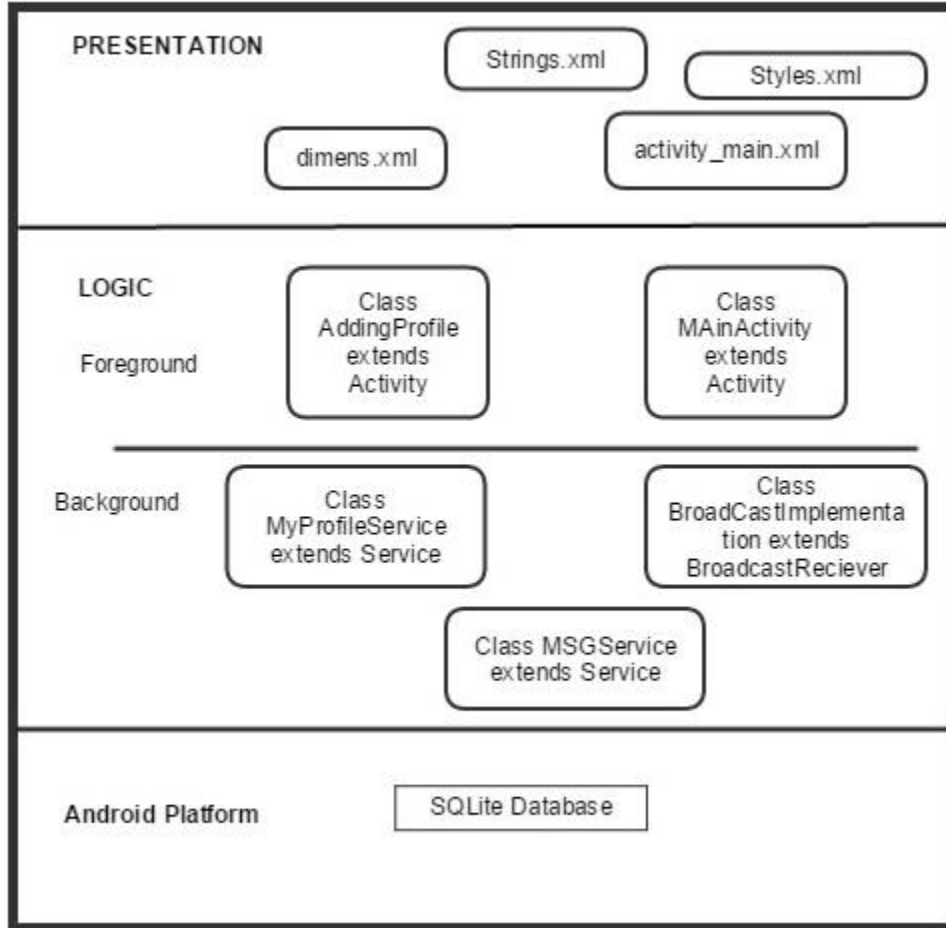 PRESENTATION
Strings.xml
Styles.xml
dimens.xml
activity_main.xml
LOGIC
Foreground
Class
AddingProfile
extends
Activity
Class
MAinActivity
extends
Activity
Background
Class
MyProfileService
extends Service
Class
BroadCastImplementa
tion extends
BroadcastReciever
Class MSGService
extends Service
Android Platform
SQLite Database